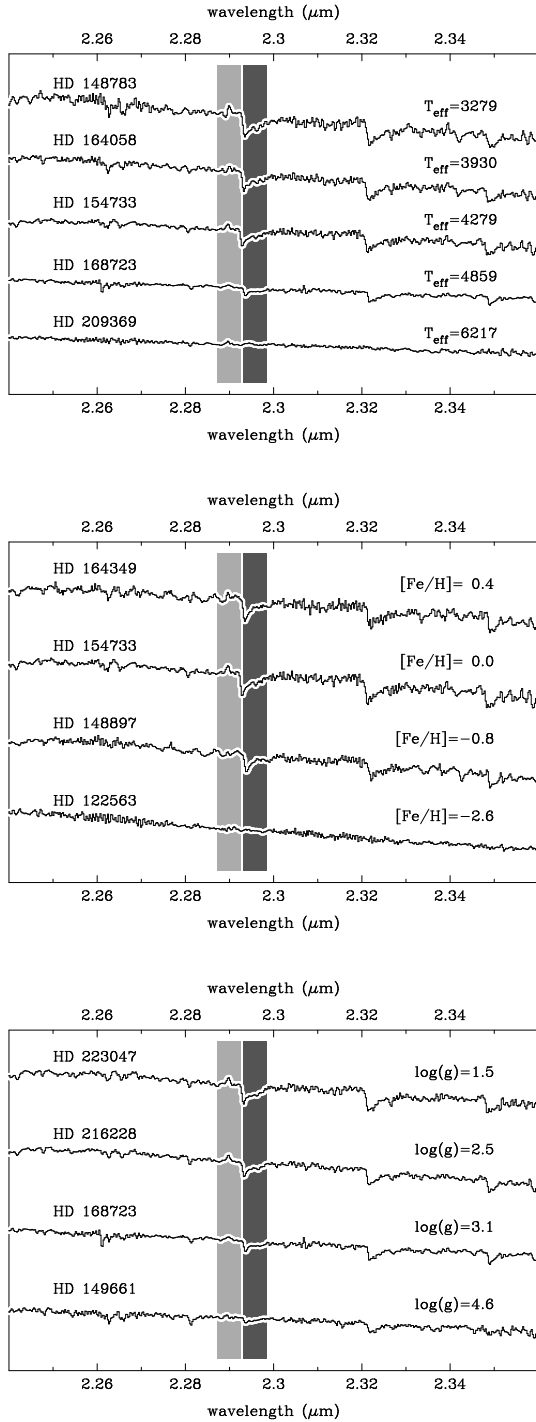 wavelength (μm)
2.26 2.28 2.3 2.32 2.34
HD 148783
T_eff=3279
HD 164058
T_eff=3930
HD 154733
T_eff=4279
HD 168723
T_eff=4859
HD 209369
T_eff=6217
2.26 2.28 2.3 2.32 2.34
wavelength (μm)
wavelength (μm)
2.26 2.28 2.3 2.32 2.34
HD 164349
[Fe/H]= 0.4
HD 154733
[Fe/H]= 0.0
HD 148897
[Fe/H]=−0.8
HD 122563
[Fe/H]=−2.6
2.26 2.28 2.3 2.32 2.34
wavelength (μm)
wavelength (μm)
2.26 2.28 2.3 2.32 2.34
HD 223047
log(g)=1.5
HD 216228
log(g)=2.5
HD 168723
log(g)=3.1
HD 149661
log(g)=4.6
2.26 2.28 2.3 2.32 2.34
wavelength (μm)